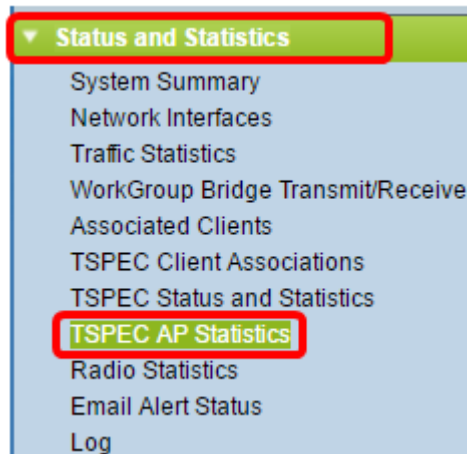 Status and Statistics
System Summary
Network Interfaces
Traffic Statistics
WorkGroup Bridge Transmit/Receive
Associated Clients
TSPEC Client Associations
TSPEC Status and Statistics
TSPEC AP Statistics
Radio Statistics
Email Alert Status
Log